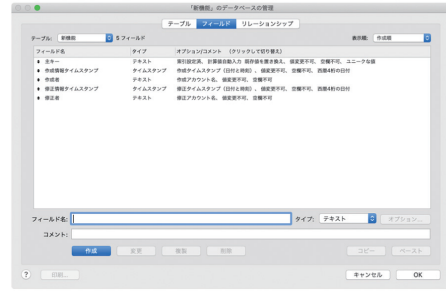 「新機能」のデータベースの管理
テーブル フィールド リレーションシップ
テーブル: 新機能 5 フィールド 表示順: 作成順
フィールド名 タイプ オプション/コメント (クリックして切り替え)
主キー テキスト 索引設定済、 計算値自動入力 既存値を置き換え、 値変更不可、 空欄不可、 ユニークな値
作成情報タイムスタンプ タイムスタンプ 作成タイムスタンプ (日付と時刻) 、 値変更不可、 空欄不可、 西暦4桁の日付
作成者 テキスト 作成アカウント名、 値変更不可、 空欄不可
修正情報タイムスタンプ タイムスタンプ 修正タイムスタンプ (日付と時刻) 、 値変更不可、 空欄不可、 西暦4桁の日付
修正者 テキスト 修正アカウント名、 値変更不可、 空欄不可
フィールド名: タイプ: テキスト オプション...
コメント:
作成 変更 複製 削除 コピー ペースト
? 印刷... キャンセル OK